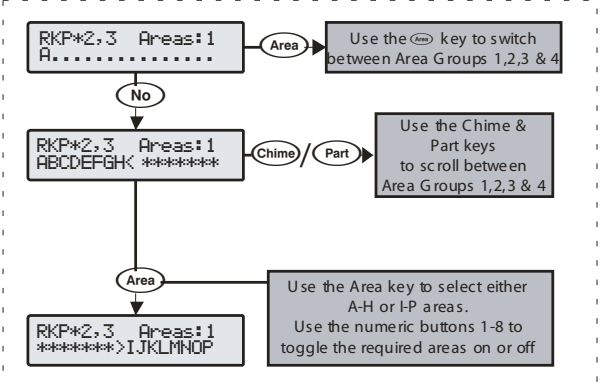 RKP*2,3 Areas:1
A...............
Area
Use the Area key to switch
between Area Groups 1,2,3 & 4
No
RKP*2,3 Areas:1
ABCDEFGH< *******
Chime/Part
Use the Chime &
Part keys
to scroll between
Area Groups 1,2,3 & 4
Area
Use the Area key to select either
A-H or I-P areas.
Use the numeric buttons 1-8 to
toggle the required areas on or off
RKP*2,3 Areas:1
*******>IJKLMNOP